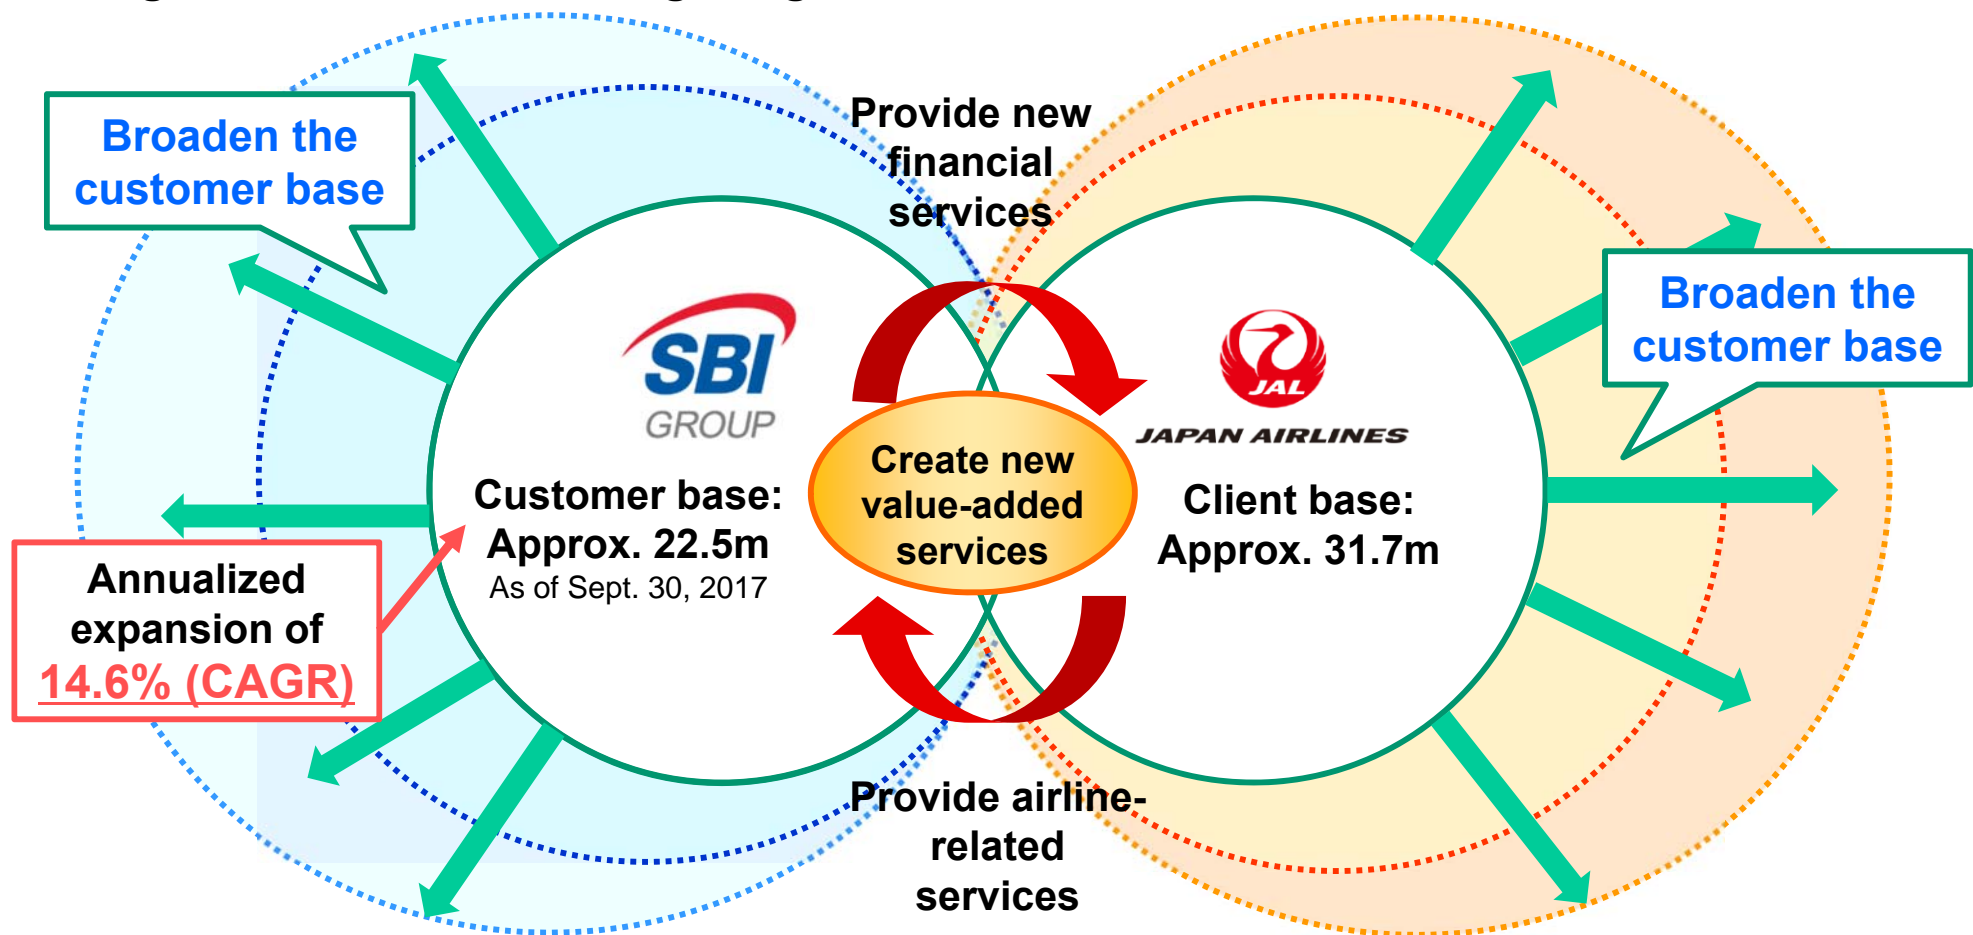 Broaden the
customer base
Provide new
financial
services
Broaden the
customer base
SBI
GROUP
JAL
JAPAN AIRLINES
Customer base:
Approx. 22.5m
As of Sept. 30, 2017
Create new
value-added
services
Client base:
Approx. 31.7m
Annualized
expansion of
14.6% (CAGR)
Provide airline-
related
services